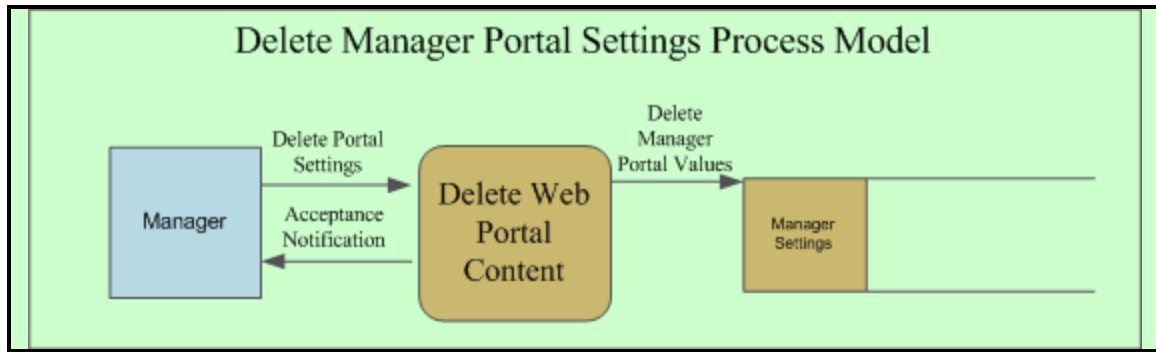 Delete Manager Portal Settings Process Model
Delete Portal
Settings
Delete
Manager
Portal Values
Manager
Acceptance
Notification
Delete Web
Portal
Content
Manager
Settings